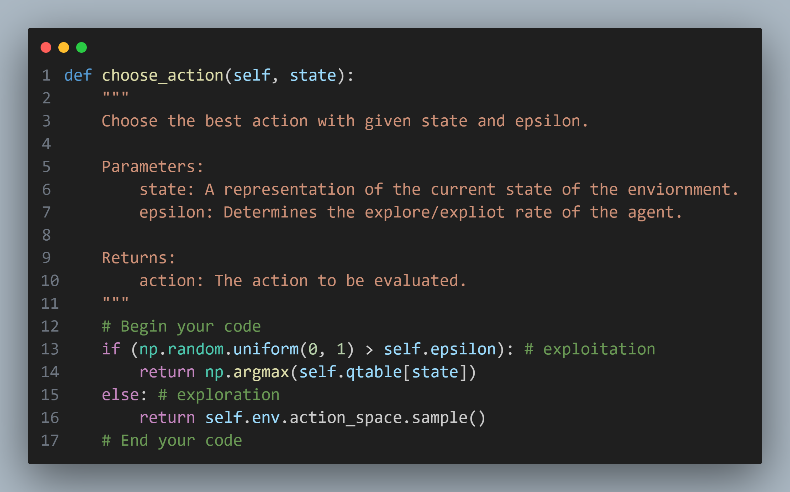 1 def choose_action(self, state):
2     """
3     Choose the best action with given state and epsilon.
4
5     Parameters:
6         state: A representation of the current state of the enviornment.
7         epsilon: Determines the explore/expliot rate of the agent.
8
9     Returns:
10         action: The action to be evaluated.
11     """
12     # Begin your code
13     if (np.random.uniform(0, 1) > self.epsilon): # exploitation
14         return np.argmax(self.qtable[state])
15     else: # exploration
16         return self.env.action_space.sample()
17     # End your code